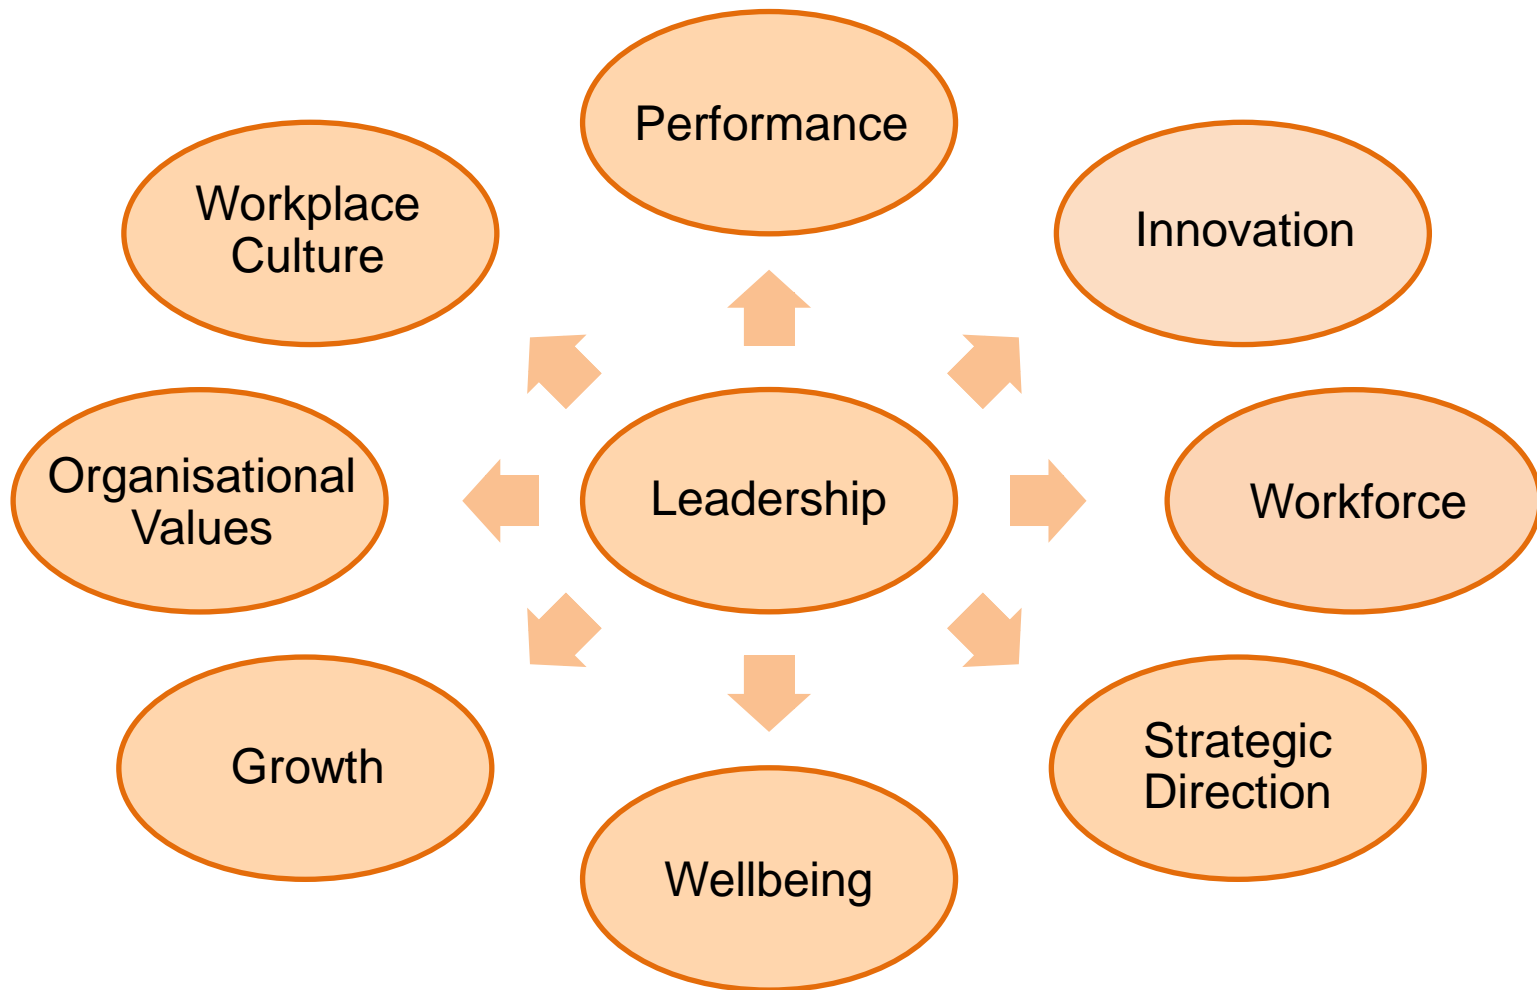 Performance
Workplace
Culture
Innovation
Organisational
Values
Leadership
Workforce
Growth
Strategic
Direction
Wellbeing